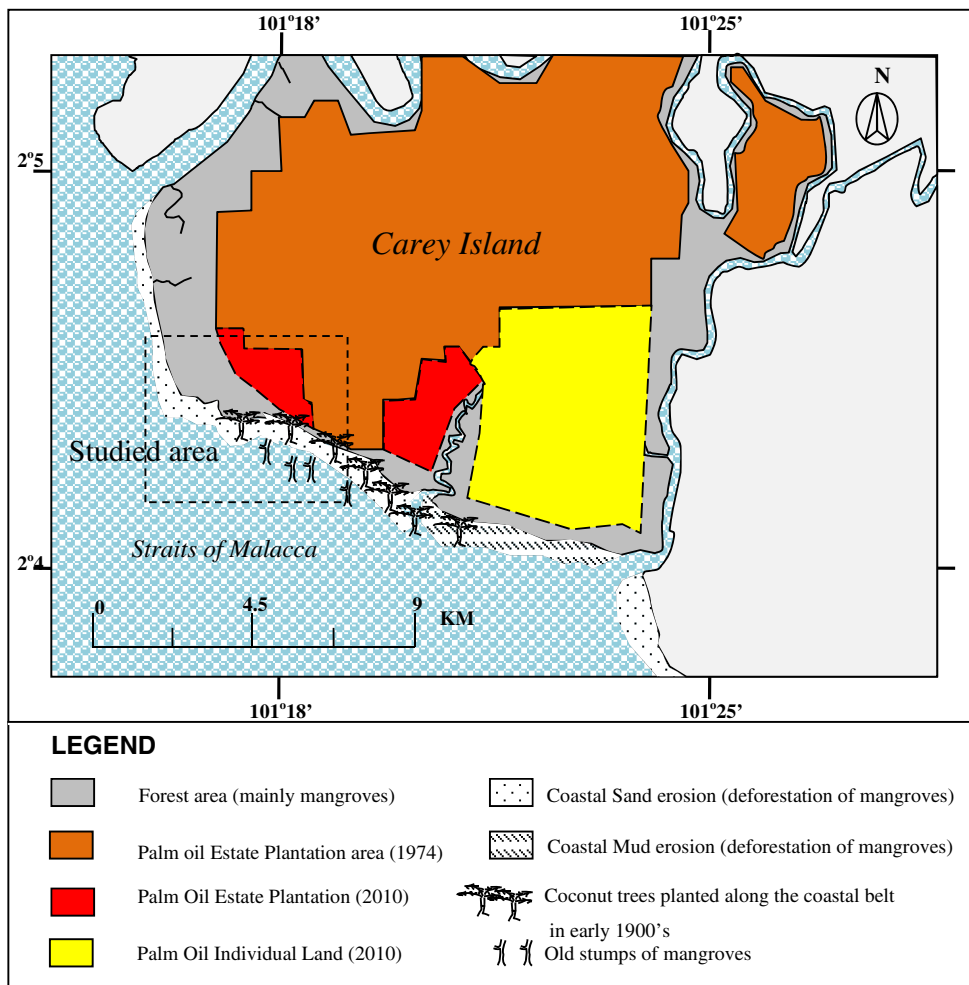 101°18’ 101°25’
N
2°5
Carey Island
Studied area
Straits of Malacca
2°4
0 4.5 9
KM
101°18’ 101°25’
LEGEND
Forest area (mainly mangroves)
Palm oil Estate Plantation area (1974)
Palm Oil Estate Plantation (2010)
Palm Oil Individual Land (2010)
Coastal Sand erosion (deforestation of mangroves)
Coastal Mud erosion (deforestation of mangroves)
Coconut trees planted along the coastal belt
in early 1900's
Old stumps of mangroves